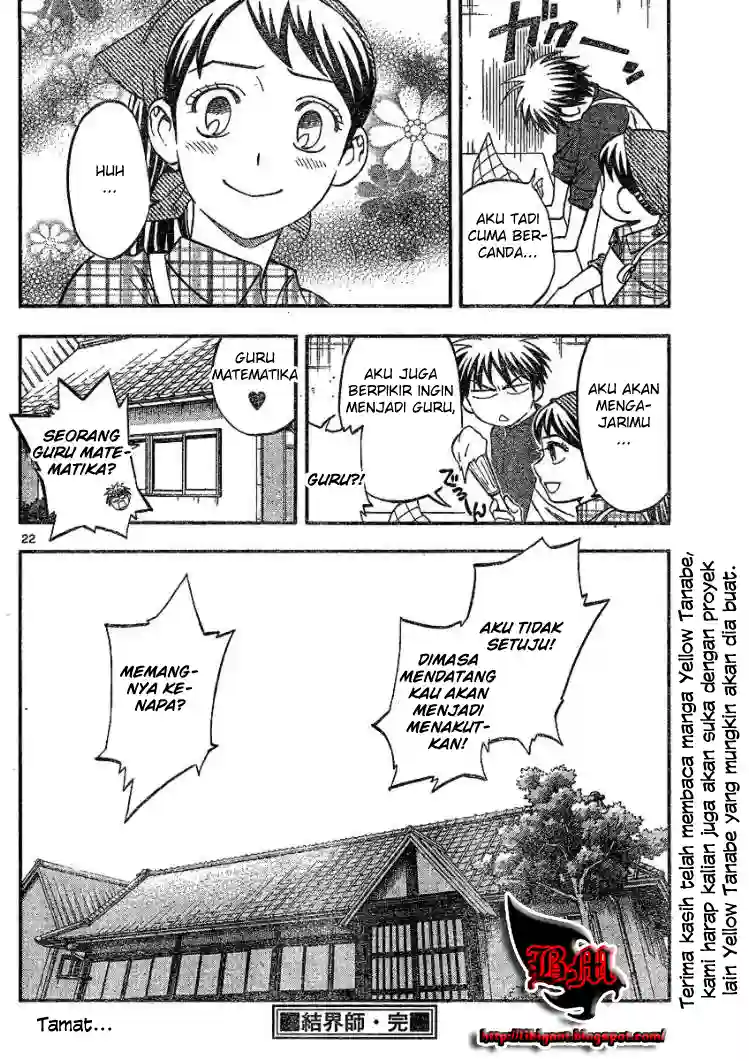 ガク…
AKU TADI
CUMA BER-
CANDA...
HUH
...
AKU AKAN
MENGA-
JARIMU
...
AKU JUGA
BERPIKIR INGIN
MENJADI GURU,
GURU?!
GURU
MATEMATIKA
♥
SEORANG
GURU MATE-
MATIKA?
22
AKU TIDAK
SETUJU!
DIMASA
MENDATANG
KAU AKAN
MENJADI
MENAKUT-
KAN!
MEMANG-
NYA KE-
NAPA?
Terima kasih telah membaca manga Yellow Tanabe,
kami harap kalian juga akan suka dengan proyek
lain Yellow Tanabe yang mungkin akan dia buat.
Tamat...
結界師・完
BM